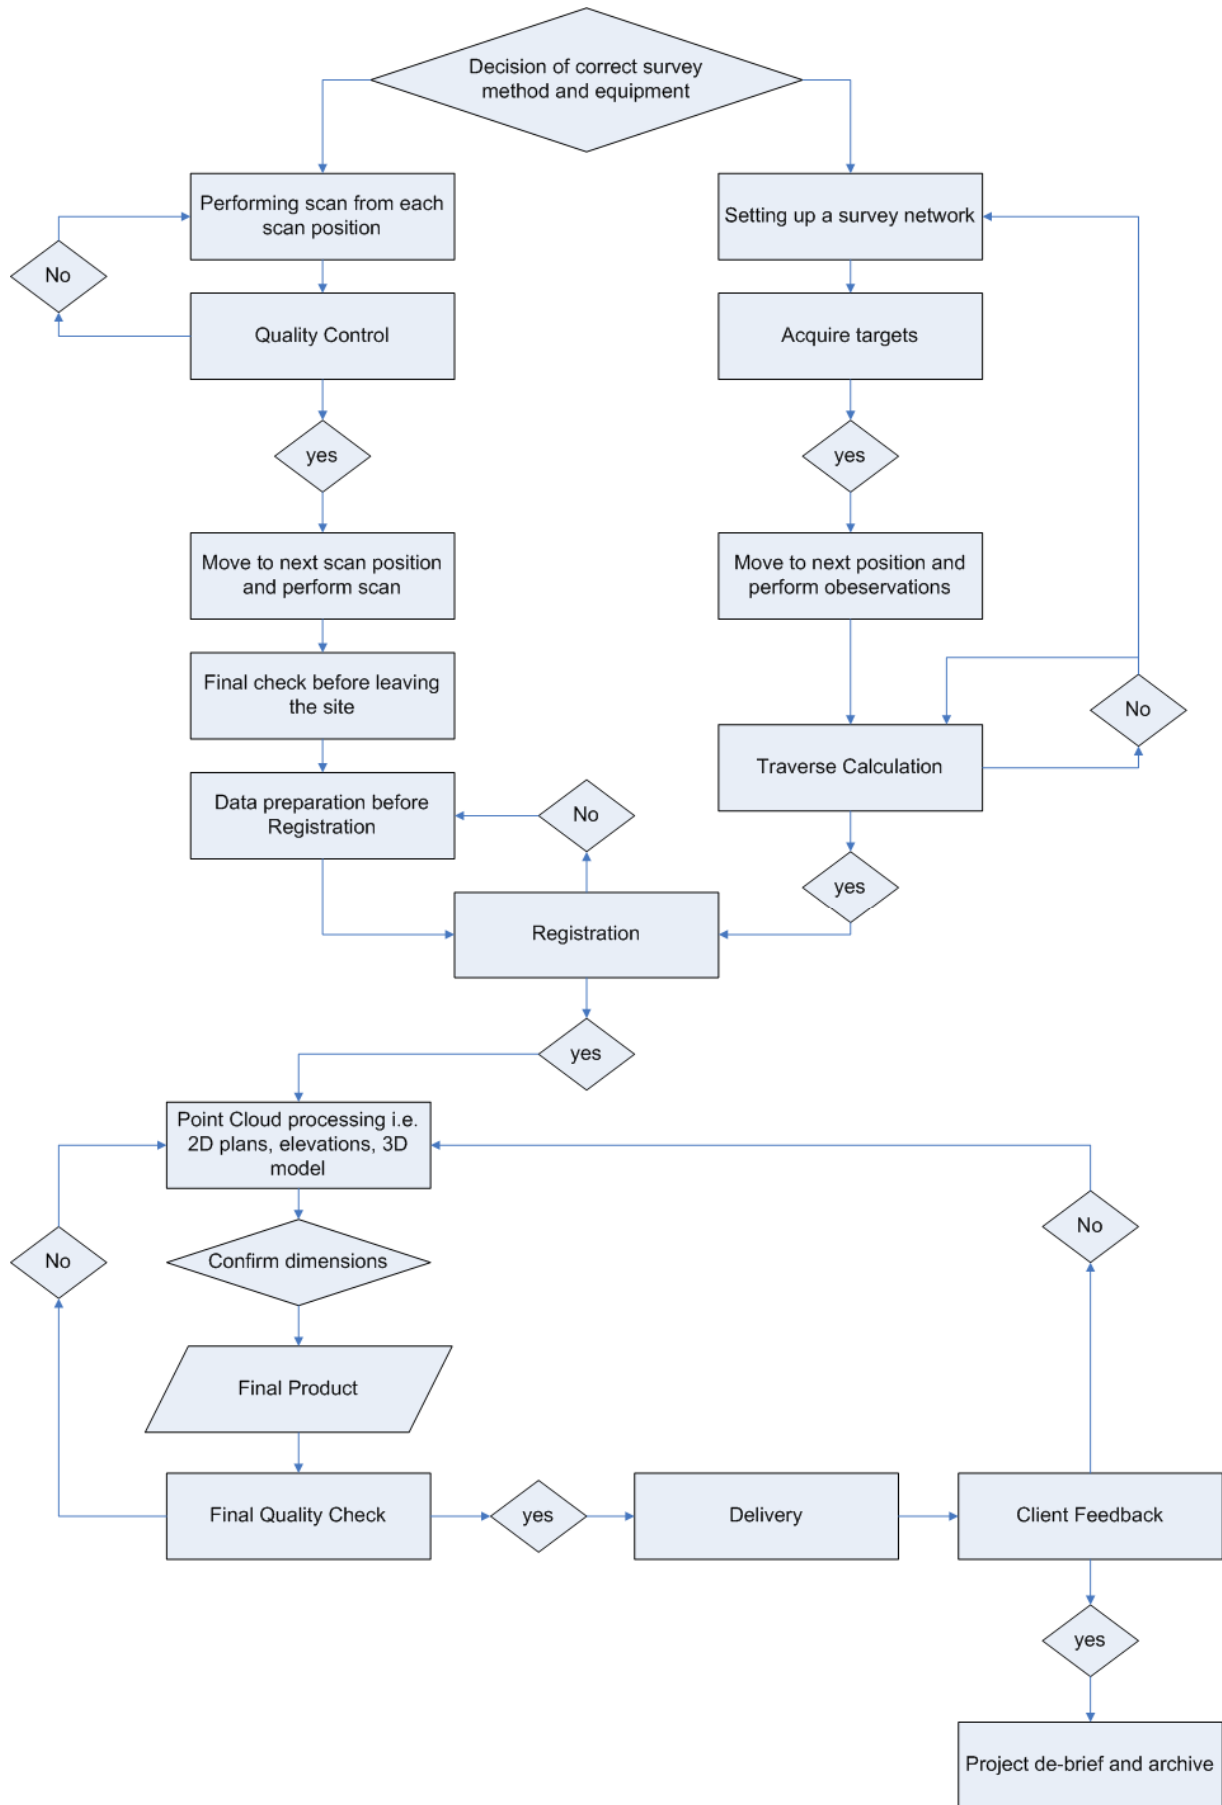 Decision of correct survey
method and equipment
Performing scan from each
scan position
Setting up a survey network
No
Quality Control
Acquire targets
yes
yes
Move to next scan position
and perform scan
Move to next position and
perform obeservations
Final check before leaving
the site
No
Traverse Calculation
Data preparation before
Registration
No
yes
Registration
yes
Point Cloud processing i.e.
2D plans, elevations, 3D
model
No
No
Confirm dimensions
Final Product
Final Quality Check
yes
Delivery
Client Feedback
yes
Project de-brief and archive